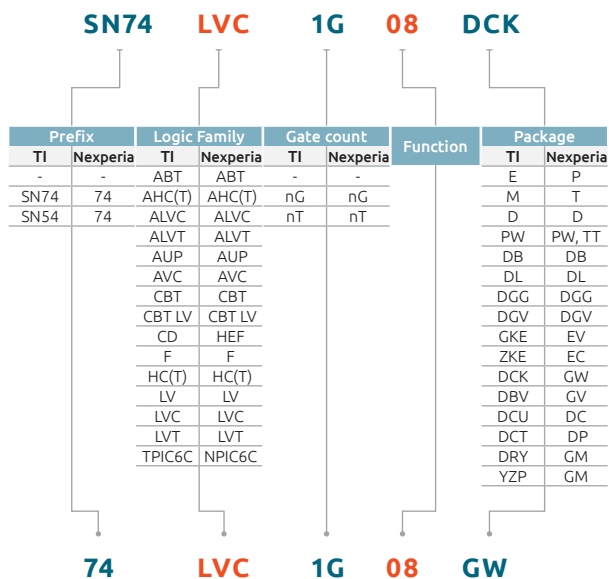 SN74 LVC 1G 08 DCK
Prefix Logic Family Gate count Function Package
TI Nexperia TI Nexperia TI Nexperia TI Nexperia
- - ABT ABT - - E P
SN74 74 AHC(T) AHC(T) nG nG M T
SN54 74 ALVC ALVC nT nT D D
ALVT ALVT PW PW, TT
AUP AUP DB DB
AVC AVC DL DL
CBT CBT DGG DGG
CBT LV CBT LV DGV DGV
CD HEF GKE EV
F F ZKE EC
HC(T) HC(T) DCK GW
LV LV DBV GV
LVC LVC DCU DC
LVT LVT DCT DP
TPIC6C NPIC6C DRY GM
YZP GM
74 LVC 1G 08 GW